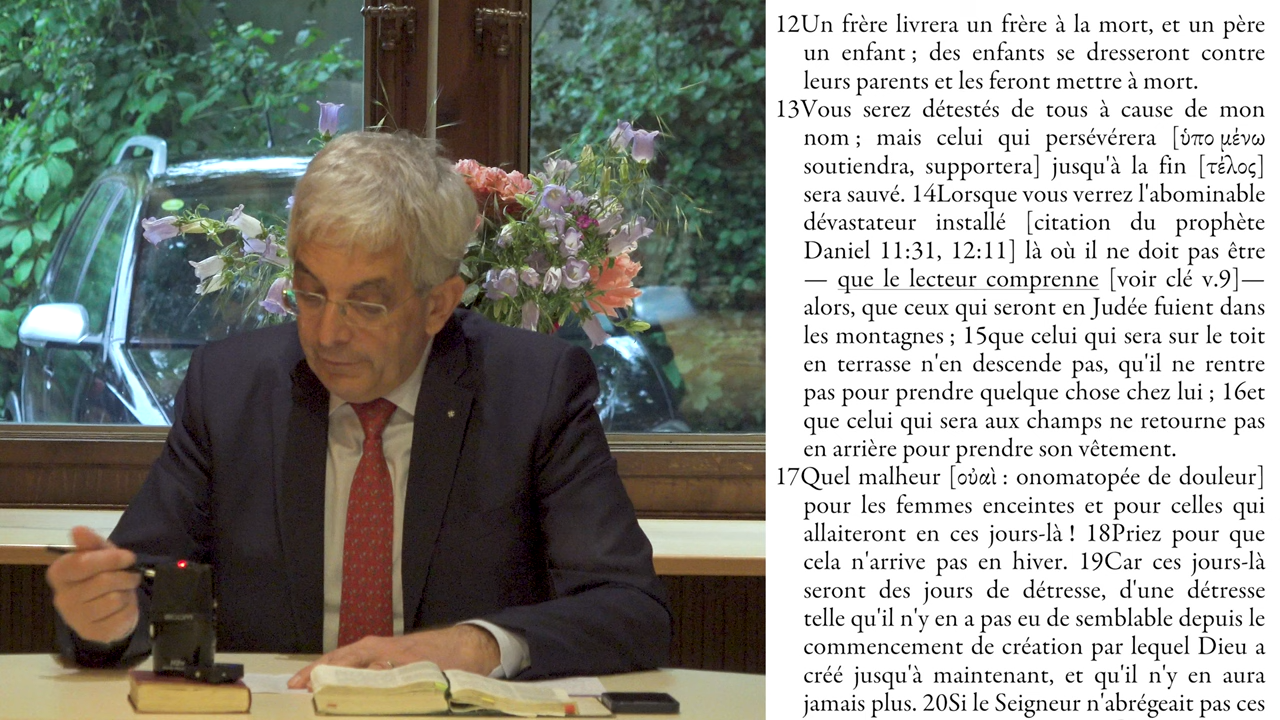 12Un frère livrera un frère à la mort, et un père
un enfant ; des enfants se dresseront contre
leurs parents et les feront mettre à mort.
13Vous serez détestés de tous à cause de mon
nom ; mais celui qui persévérera [ὑπο μένω
soutiendra, supportera] jusqu'à la fin [τέλος]
sera sauvé. 14Lorsque vous verrez l'abominable
dévastateur installé [citation du prophète
Daniel 11:31, 12:11] là où il ne doit pas être
— que le lecteur comprenne [voir clé v.9]—
alors, que ceux qui seront en Judée fuient dans
les montagnes ; 15que celui qui sera sur le toit
en terrasse n'en descende pas, qu'il ne rentre
pas pour prendre quelque chose chez lui ; 16et
que celui qui sera aux champs ne retourne pas
en arrière pour prendre son vêtement.
17Quel malheur [οὐαὶ : onomatopée de douleur]
pour les femmes enceintes et pour celles qui
allaiteront en ces jours-là ! 18Priez pour que
cela n'arrive pas en hiver. 19Car ces jours-là
seront des jours de détresse, d'une détresse
telle qu'il n'y en a pas eu de semblable depuis le
commencement de création par lequel Dieu a
créé jusqu'à maintenant, et qu'il n'y en aura
jamais plus. 20Si le Seigneur n'abrégeait pas ces